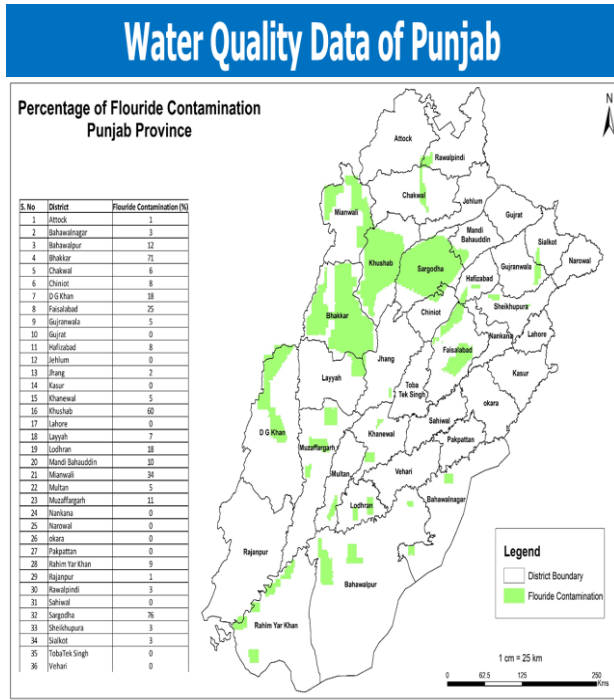 Water Quality Data of Punjab
Percentage of Flouride Contamination
Punjab Province
S. No District Flouride Contamination (%)
1 Attock 1
2 Bahawalnagar 3
3 Bahawalpur 12
4 Bhakkar 71
5 Chakwal 6
6 Chiniot 8
7 D G Khan 18
8 Faisalabad 25
9 Gujranwala 5
10 Gujrat 0
11 Hafizabad 8
12 Jehlum 0
13 Jhang 2
14 Kasur 0
15 Khanewal 5
16 Khushab 60
17 Lahore 0
18 Layyah 7
19 Lodhran 18
20 Mandi Bahauddin 10
21 Mianwali 34
22 Multan 5
23 Muzaffargarh 11
24 Nankana 0
25 Narowal 0
26 okara 0
27 Pakpattan 0
28 Rahim Yar Khan 9
29 Rajanpur 1
30 Rawalpindi 3
31 Sahiwal 0
32 Sargodha 76
33 Sheikhupura 3
34 Sialkot 3
35 TobaTek Singh 0
36 Vehari 0
N
Attock
Rawalpindi
Chakwal
Jehlum
Mianwali
Gujrat
Mandi
Bahauddin
Sialkot
Narowal
Khushab
Sargodha
Gujranwala
Hafizabad
Sheikhupura
Chiniot
Bhakkar
Nankana
Lahore
Faisalabad
Jhang
Kasur
Layyah
Toba
Tek Singh
okara
D G Khan
Khanewal
Sahiwal
Pakpattan
Muzaffargarh
Multan
Vehari
Bahawalnagar
Lodhran
Rajanpur
Bahawalpur
Rahim Yar Khan
Legend
District Boundary
Flouride Contamination
1 cm = 25 km
0 62.5 125 250
Kms